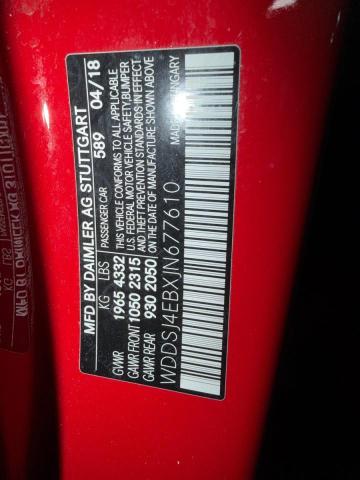 MFD BY DAIMLER AG STUTTGART
PASSENGER CAR 589 04/18
KG LBS
GVWR 1965 4332
GAWR FRONT 1050 2315
GAWR REAR 930 2050
THIS VEHICLE CONFORMS TO ALL APPLICABLE
U.S. FEDERAL MOTOR VEHICLE SAFETY, BUMPER
AND THEFT PREVENTION STANDARDS IN EFFECT
ON THE DATE OF MANUFACTURE SHOWN ABOVE
WDDSJ4EBXJN677610
MADE HUNGARY